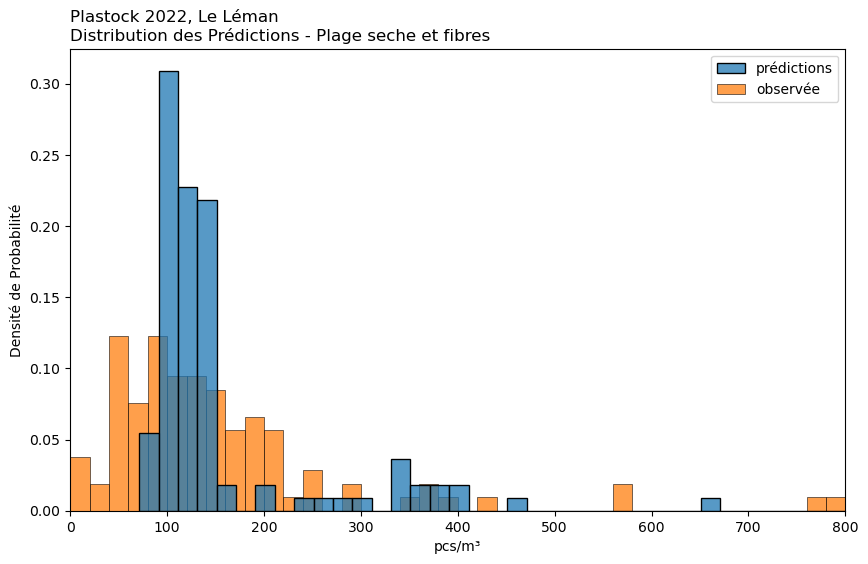 Plastock 2022, Le Léman
Distribution des Prédictions - Plage seche et fibres
prédictions
observée
Densité de Probabilité
0.30
0.25
0.20
0.15
0.10
0.05
0.00
0 100 200 300 400 500 600 700 800
pcs/m³